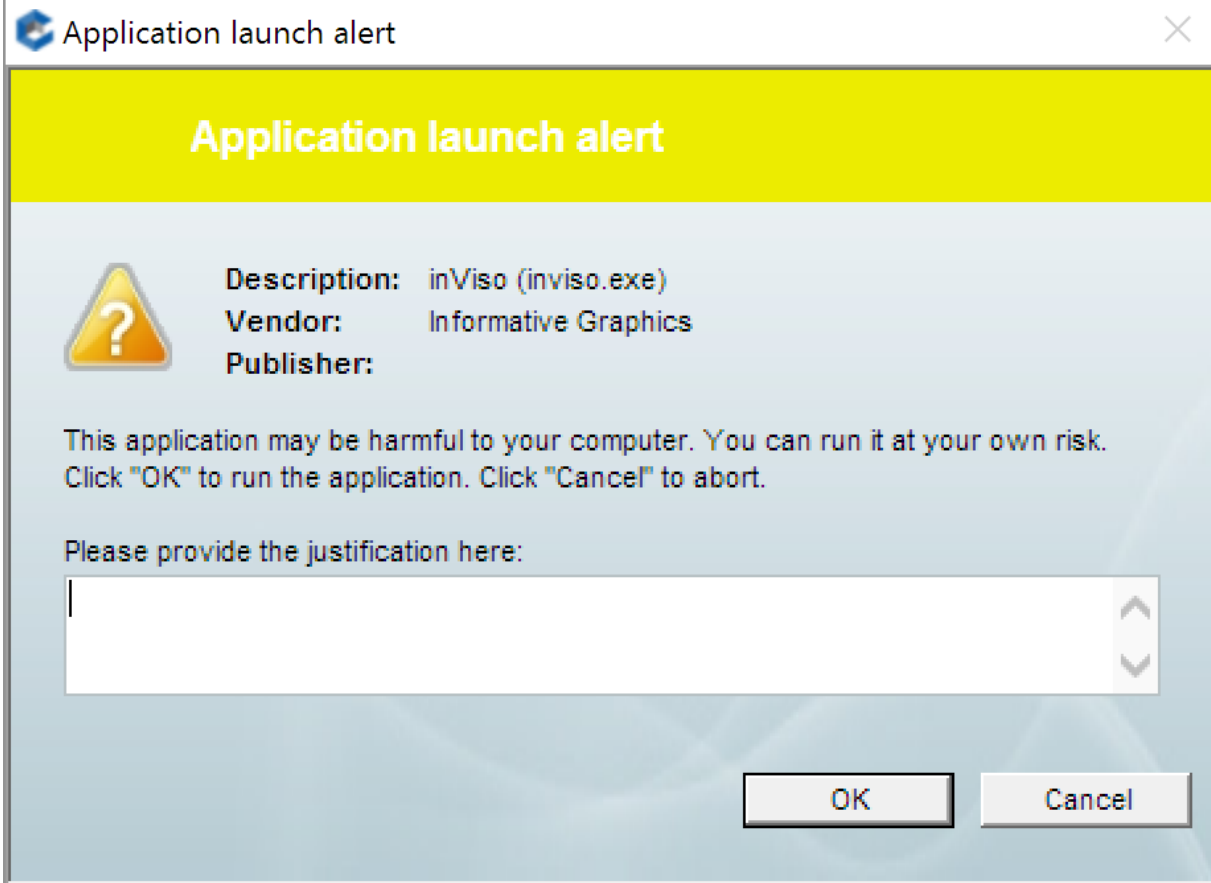 Application launch alert
Application launch alert
Description: inViso (inviso.exe)
Vendor: Informative Graphics
Publisher:
This application may be harmful to your computer. You can run it at your own risk.
Click "OK" to run the application. Click "Cancel" to abort.
Please provide the justification here:
OK Cancel